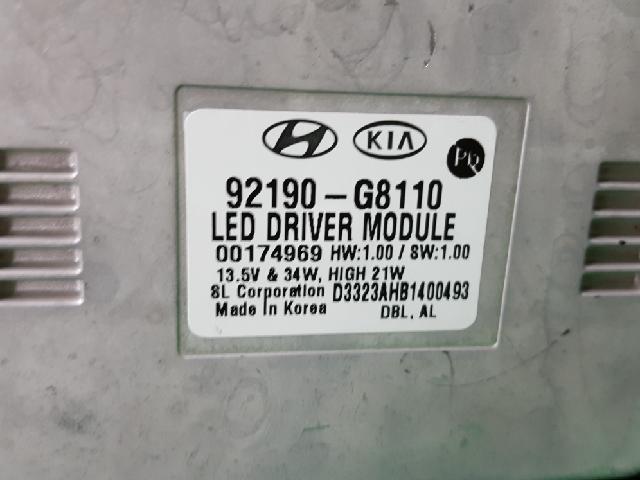 KIA
PQ
92190-G8110
LED DRIVER MODULE
00174969 HW:1.00 / SW:1.00
13.5V & 34W, HIGH 21W
SL Corporation D3323AHB1400493
Made In Korea DBL, AL